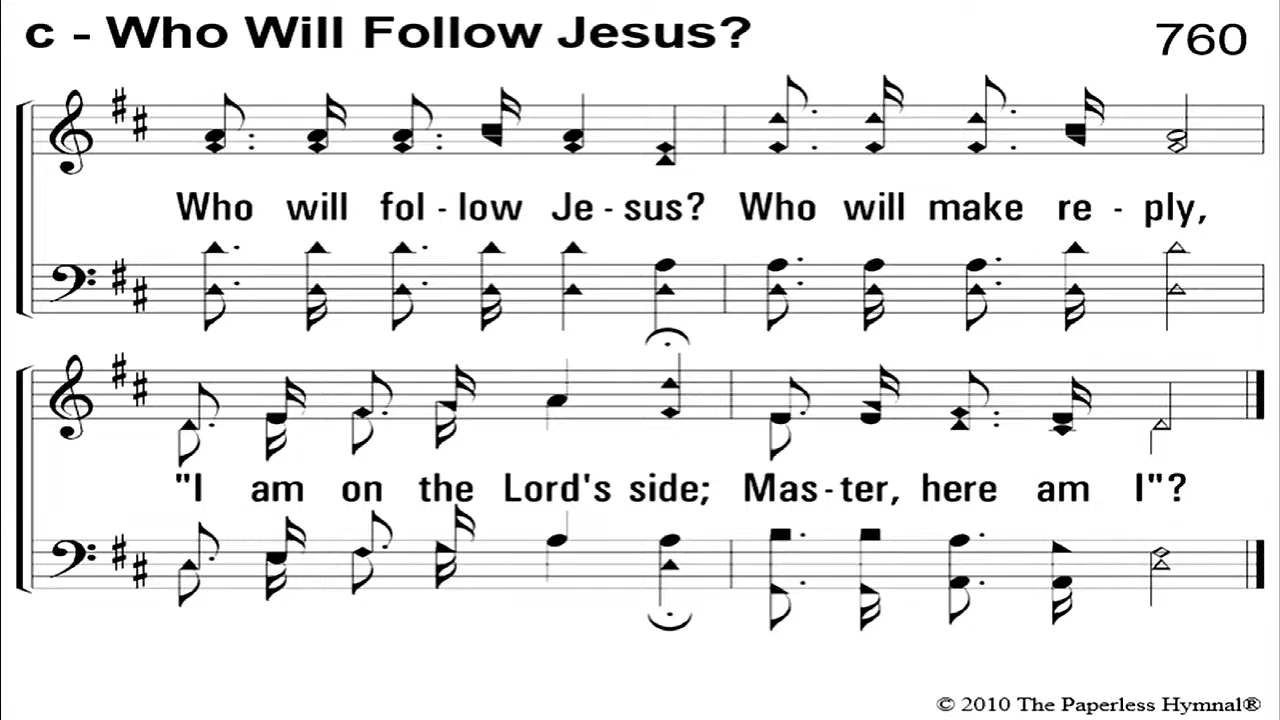 c - Who Will Follow Jesus? 760
Who will fol - low Je - sus? Who will make re - ply,
"I am on the Lord's side; Mas - ter, here am I"?
© 2010 The Paperless Hymnal®